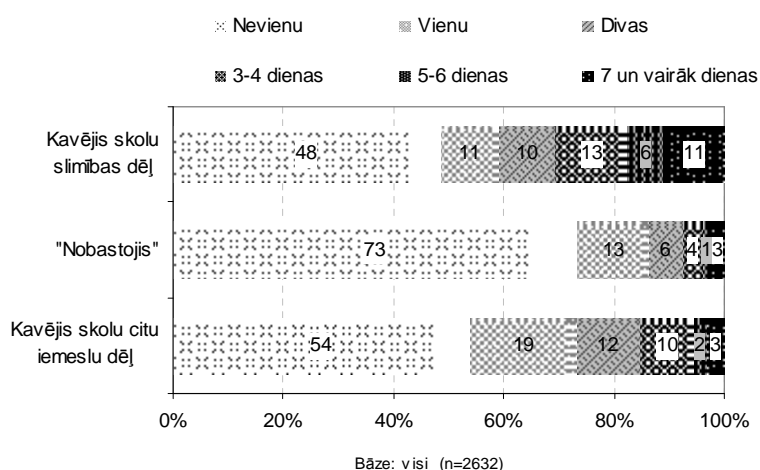 Nevienu Vienu Divas
3-4 dienas 5-6 dienas 7 un vairāk dienas
Kavējis skolu
slimības dēļ
48 11 10 13 6 11
"Nobastojis"
73 13 6 4 1 3
Kavējis skolu citu
iemeslu dēļ
54 19 12 10 2 3
0% 20% 40% 60% 80% 100%
Bāze: visi (n=2632)